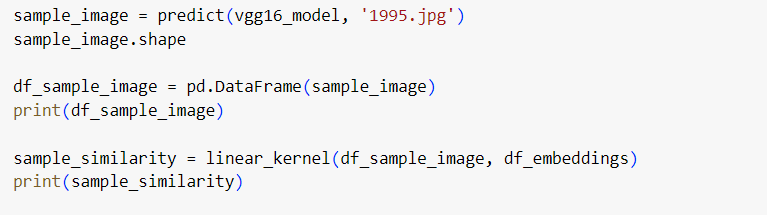 sample_image = predict(vgg16_model, '1995.jpg')
sample_image.shape
df_sample_image = pd.DataFrame(sample_image)
print(df_sample_image)
sample_similarity = linear_kernel(df_sample_image, df_embeddings)
print(sample_similarity)